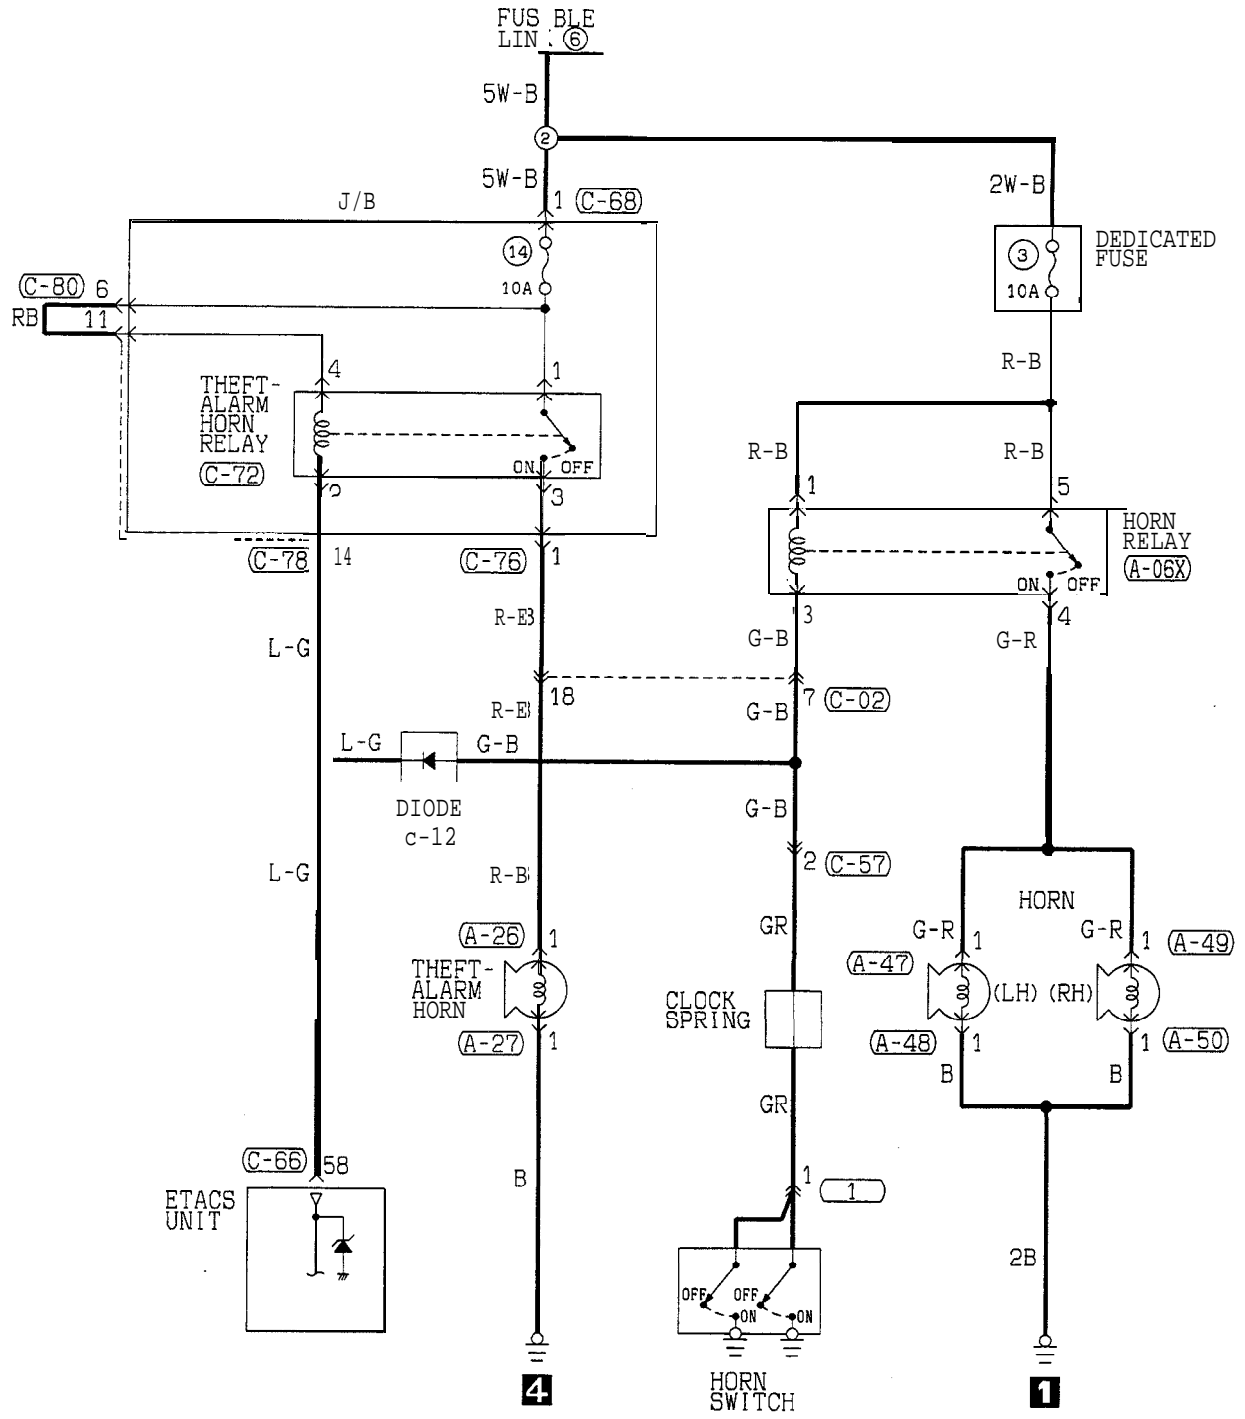 FUS BLE
LIN 6
5W-B
2
5W-B
1 C-68
2W-B
J/B
14
10A
3
10A
DEDICATED
FUSE
C-80 6
RB 11
R-B
4
1
THEFT-
ALARM
HORN
RELAY
C-72
ON OFF
3
R-B
R-B
1
5
HORN
RELAY
A-06X
ON OFF
C-78 14
C-76 1
3
4
L-G
G-B
G-R
18
7 C-02
G-B
L-G
G-B
DIODE
c-12
G-B
2 C-57
L-G
R-B
GR
HORN
A-26 1
THEFT-
ALARM
HORN
A-27 1
G-R 1
A-47
G-R 1
A-49
(LH) (RH)
CLOCK
SPRING
A-48 1
B
1 A-50
B
GR
C-66 58
ETACS
UNIT
B
1 1
2B
OFF OFF
ON ON
HORN
SWITCH
4
1